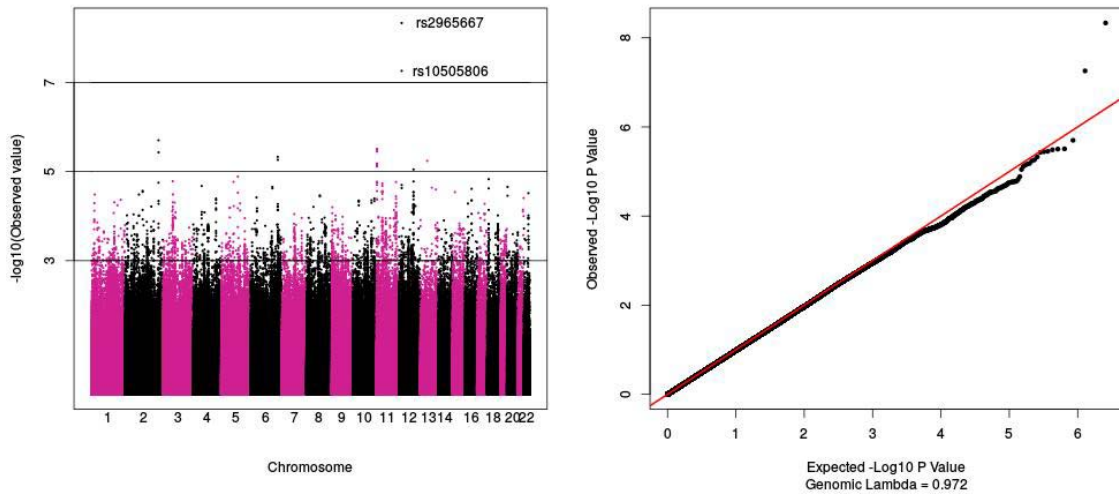 rs2965667
rs10505806
7
5
3
-log10(Observed value)
1 2 3 4 5 6 7 8 9 10 11 12 13 14 16 18 20 22
Chromosome
8
6
4
2
0
Observed -Log10 P Value
0 1 2 3 4 5 6
Expected -Log10 P Value
Genomic Lambda = 0.972